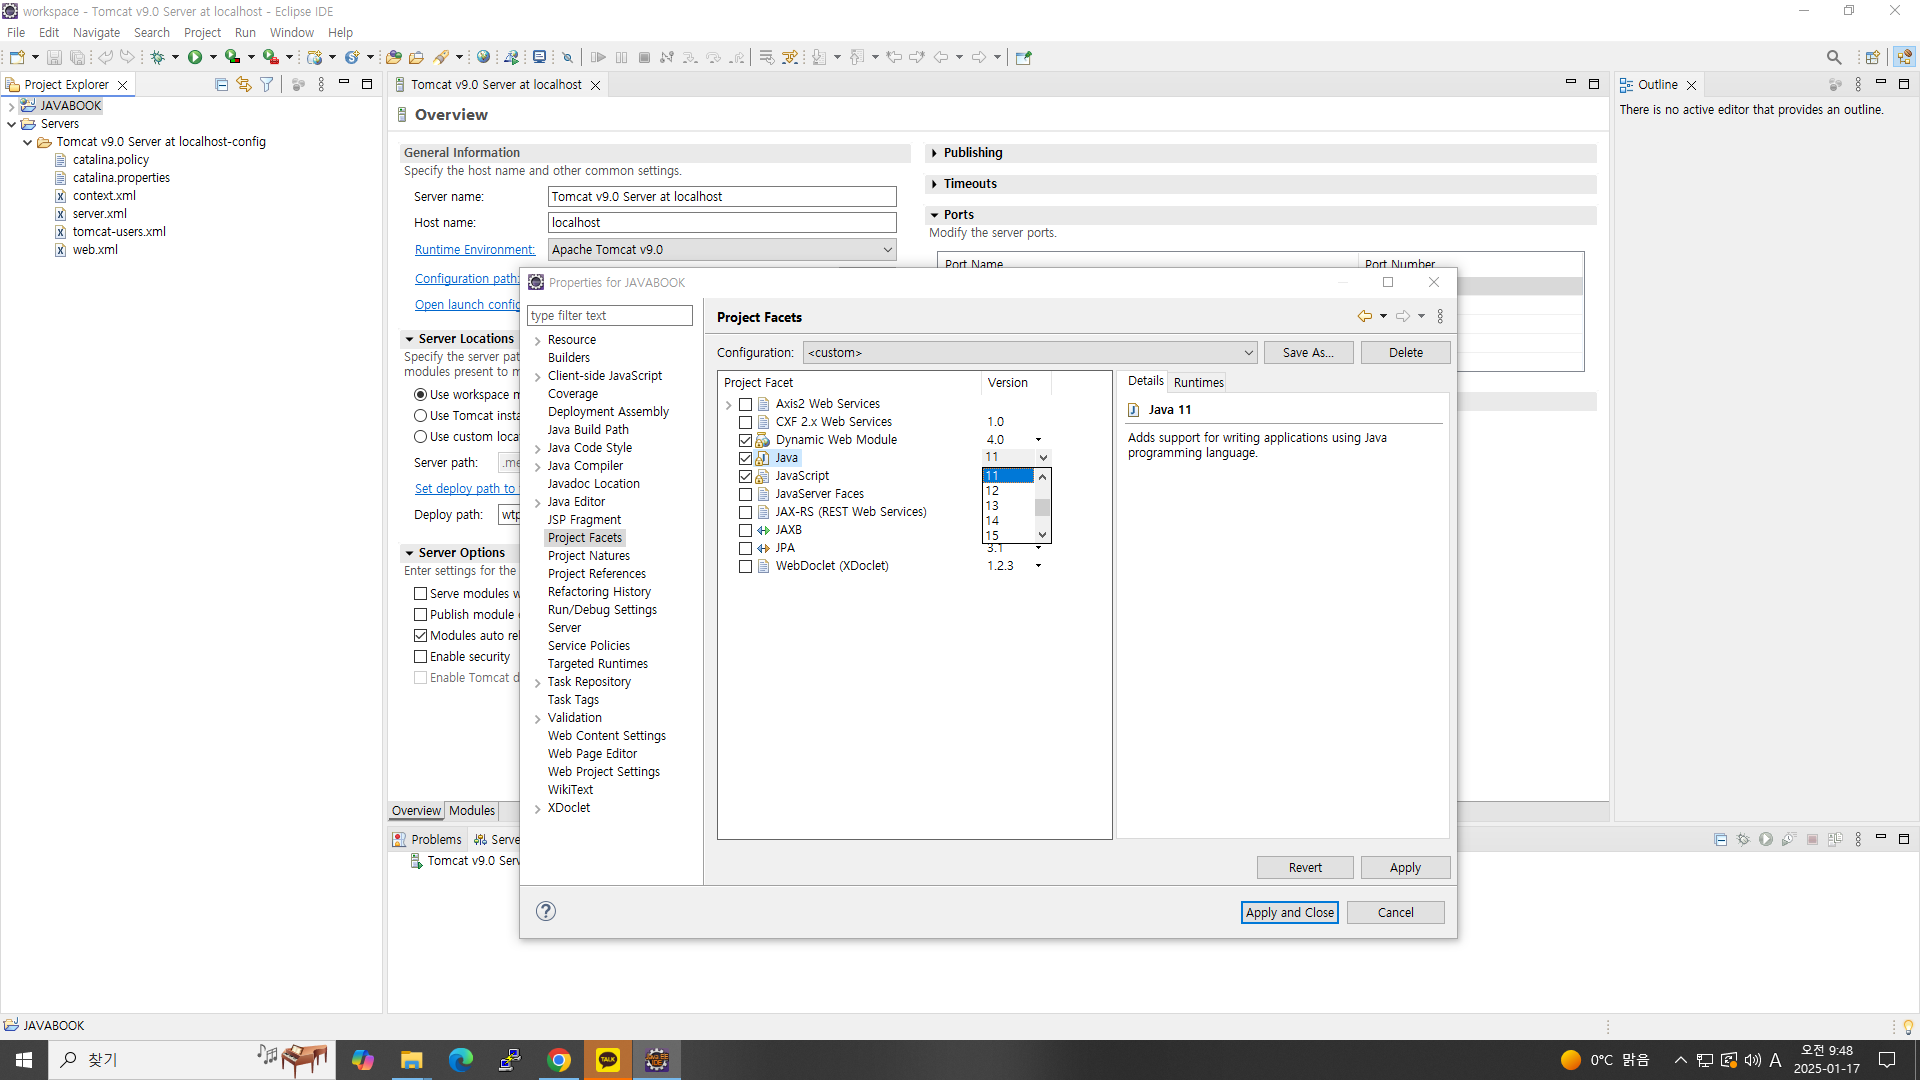 workspace - Tomcat v9.0 Server at localhost - Eclipse IDE
File Edit Navigate Search Project Run Window Help
Project Explorer
JAVABOOK
Servers
Tomcat v9.0 Server at localhost-config
catalina.policy
catalina.properties
context.xml
server.xml
tomcat-users.xml
web.xml
Tomcat v9.0 Server at localhost
Overview
General Information
Specify the host name and other common settings.
Server name: Tomcat v9.0 Server at localhost
Host name: localhost
Runtime Environment: Apache Tomcat v9.0
Configuration path:
Open launch config
Server Locations
Specify the server pat
modules present to m
Use workspace m
Use Tomcat insta
Use custom loca
Server path: .me
Set deploy path to
Deploy path: wtp
Server Options
Enter settings for the
Serve modules w
Publish module
Modules auto rel
Enable security
Enable Tomcat d
Overview Modules
Publishing
Timeouts
Ports
Modify the server ports.
Port Name Port Number
Outline
There is no active editor that provides an outline.
Properties for JAVABOOK
type filter text
Resource
Builders
Client-side JavaScript
Coverage
Deployment Assembly
Java Build Path
Java Code Style
Java Compiler
Javadoc Location
Java Editor
JSP Fragment
Project Facets
Project Natures
Project References
Refactoring History
Run/Debug Settings
Server
Service Policies
Targeted Runtimes
Task Repository
Task Tags
Validation
Web Content Settings
Web Page Editor
Web Project Settings
WikiText
XDoclet
Project Facets
Configuration: <custom> Save As... Delete
Project Facet Version
Axis2 Web Services
CXF 2.x Web Services 1.0
Dynamic Web Module 4.0
Java 11
JavaScript
JavaServer Faces
JAX-RS (REST Web Services)
JAXB
JPA 3.1
WebDoclet (XDoclet) 1.2.3
11
12
13
14
15
Details Runtimes
Java 11
Adds support for writing applications using Java
programming language.
Revert Apply
Apply and Close Cancel
Problems Serve
Tomcat v9.0 Serv
JAVABOOK
찾기
TALK
Java EE
IDE
0°C 맑음
A
오전 9:48
2025-01-17